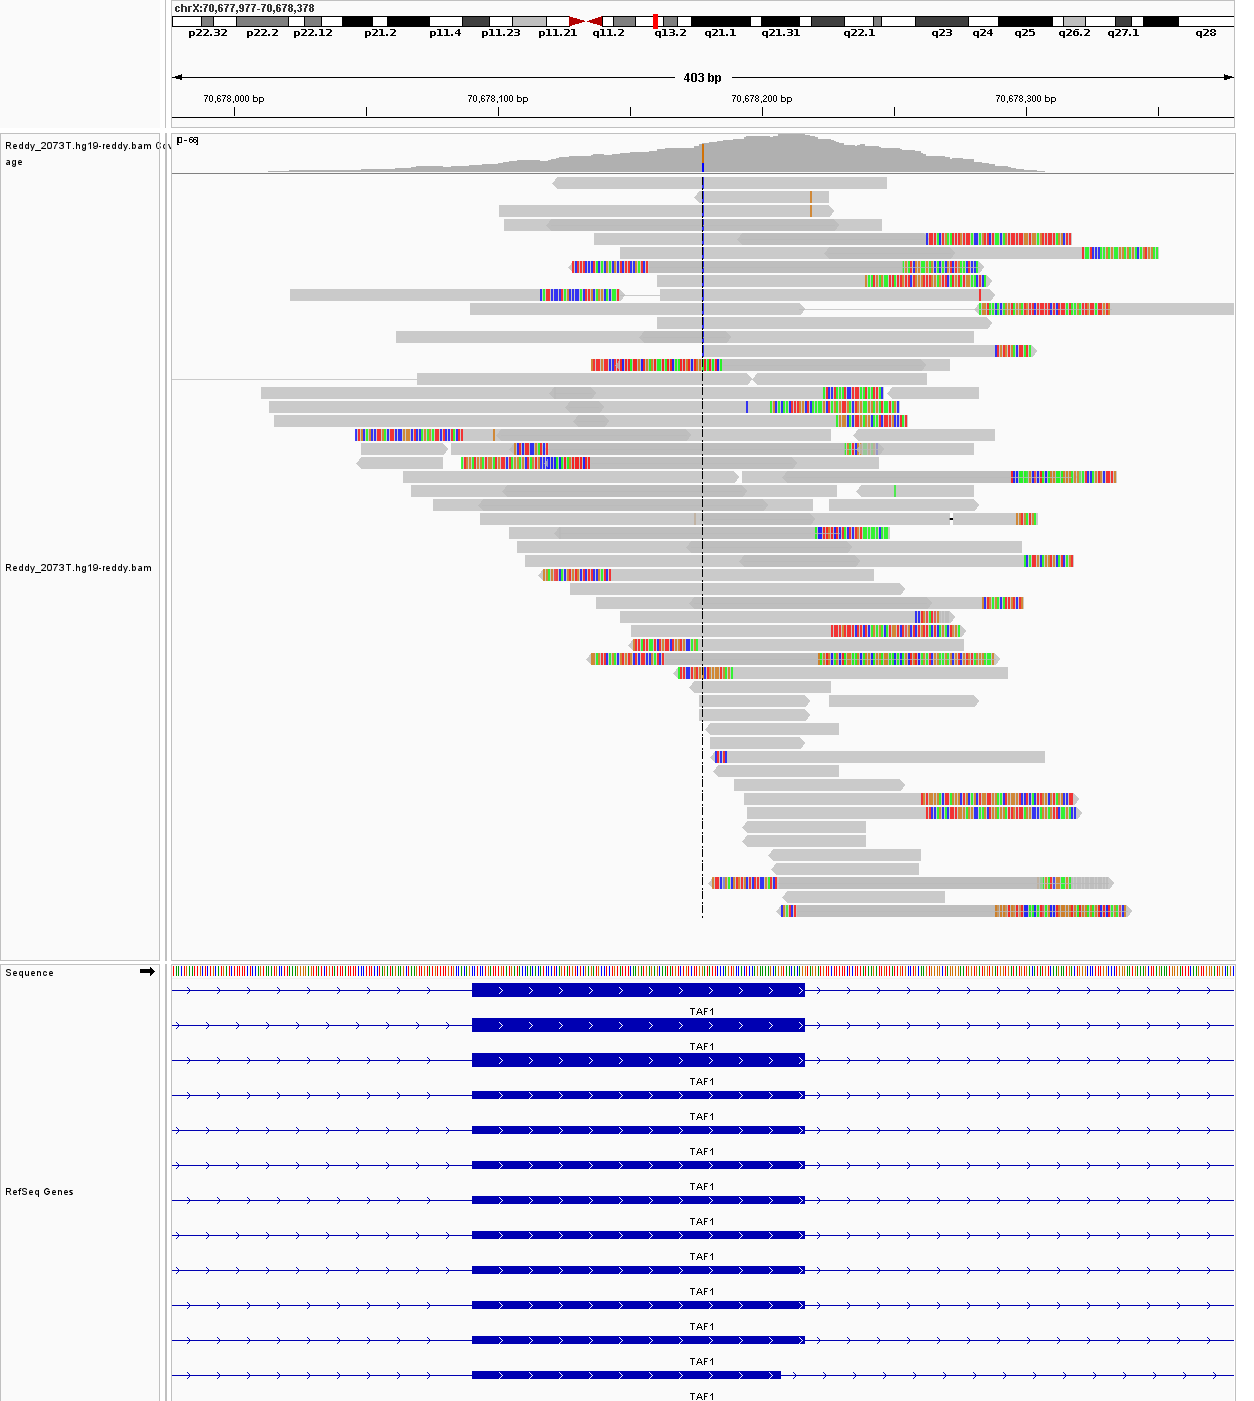 chrX:70,677,977-70,678,378
p22.32 p22.2 p22.12 p21.2 p11.4 p11.23 p11.21 q11.2 q13.2 q21.1 q21.31 q22.1 q23 q24 q25 q26.2 q27.1 q28
403 bp
70,678,000 bp 70,678,100 bp 70,678,200 bp 70,678,300 bp
Reddy_2073T.hg19-reddy.bam Cov
age
[0-66]
Reddy_2073T.hg19-reddy.bam
Sequence
TAF1
TAF1
TAF1
TAF1
TAF1
TAF1
RefSeq Genes
TAF1
TAF1
TAF1
TAF1
TAF1
TAF1